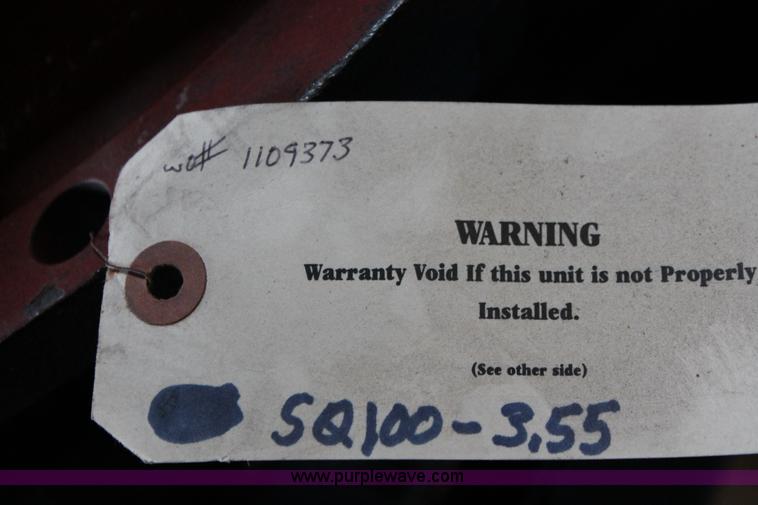 wo# 1109373
WARNING
Warranty Void If this unit is not Properly
Installed.
(See other side)
SQ100-3.55
www.purplewave.com